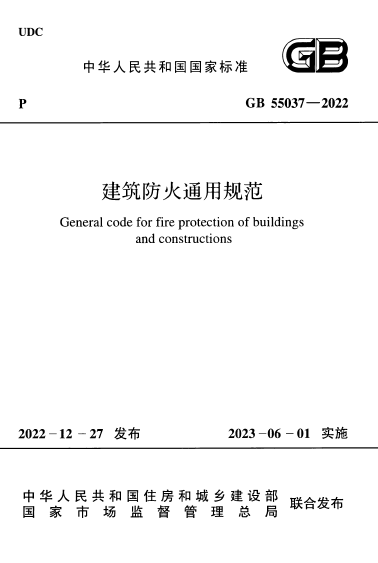 UDC
中华人民共和国国家标准
GB
P
GB 55037—2022
建筑防火通用规范
General code for fire protection of buildings
and constructions
2022-12-27 发布
2023-06-01 实施
中华人民共和国住房和城乡建设部
国家市场监督管理总局
联合发布